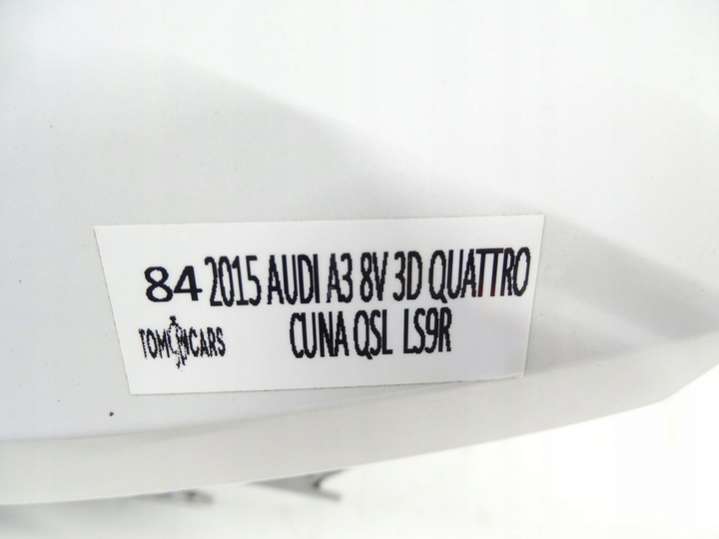 84 2015 AUDI A3 8V 3D QUATTRO
TOM CARS CUNA QSL LS9R